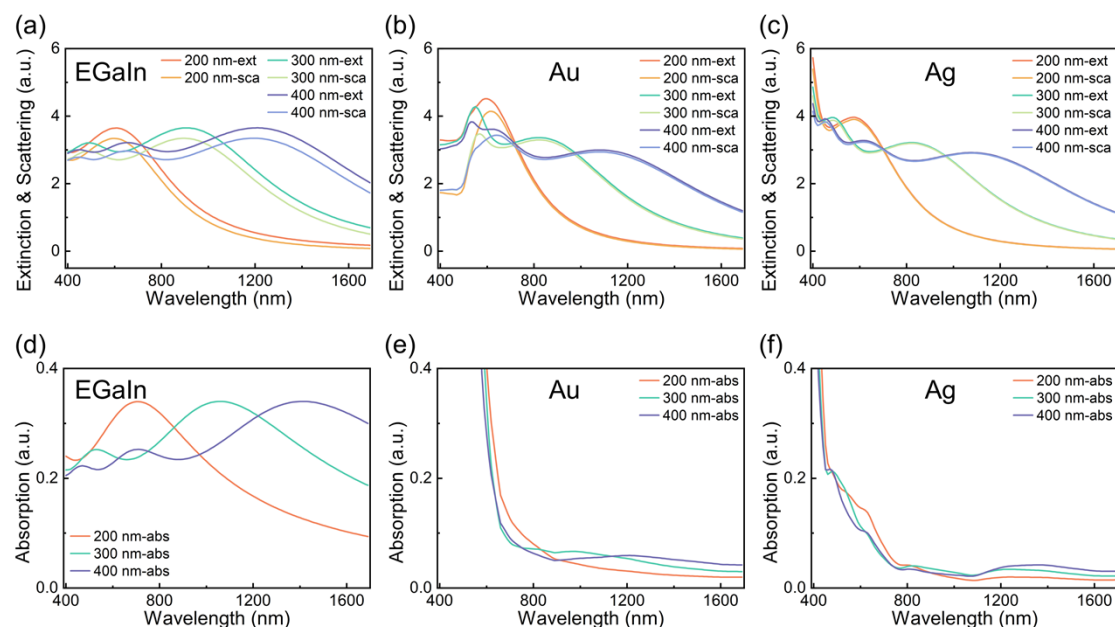 (a)
EGaIn
200 nm-ext
200 nm-sca
300 nm-ext
300 nm-sca
400 nm-ext
400 nm-sca
Extinction & Scattering (a.u.)
6
4
2
0
400 800 1200 1600
Wavelength (nm)
(b)
Au
200 nm-ext
200 nm-sca
300 nm-ext
300 nm-sca
400 nm-ext
400 nm-sca
Extinction & Scattering (a.u.)
6
4
2
0
400 800 1200 1600
Wavelength (nm)
(c)
Ag
200 nm-ext
200 nm-sca
300 nm-ext
300 nm-sca
400 nm-ext
400 nm-sca
Extinction & Scattering (a.u.)
6
4
2
0
400 800 1200 1600
Wavelength (nm)
(d)
EGaIn
200 nm-abs
300 nm-abs
400 nm-abs
Absorption (a.u.)
0.4
0.2
0.0
400 800 1200 1600
Wavelength (nm)
(e)
Au
200 nm-abs
300 nm-abs
400 nm-abs
Absorption (a.u.)
0.4
0.2
0.0
400 800 1200 1600
Wavelength (nm)
(f)
Ag
200 nm-abs
300 nm-abs
400 nm-abs
Absorption (a.u.)
0.4
0.2
0.0
400 800 1200 1600
Wavelength (nm)